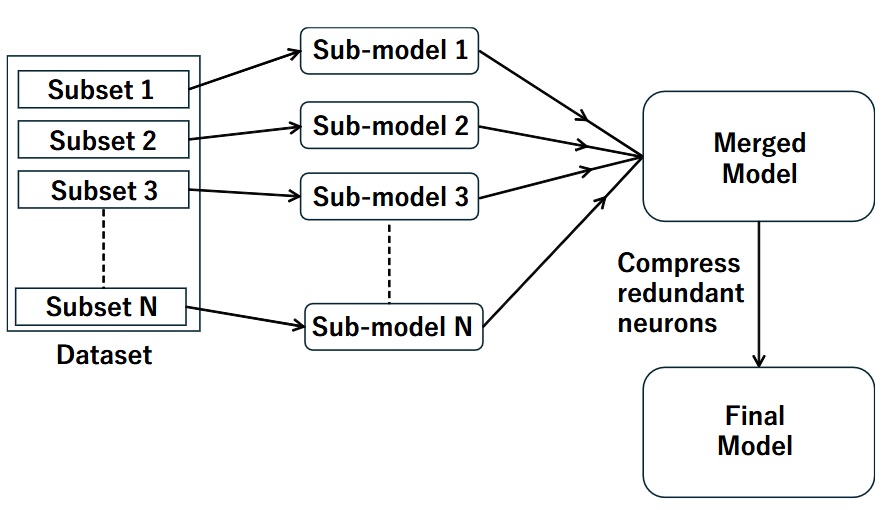 Subset 1
Subset 2
Subset 3
Subset N
Dataset
Sub-model 1
Sub-model 2
Sub-model 3
Sub-model N
Merged
Model
Compress
redundant
neurons
Final
Model